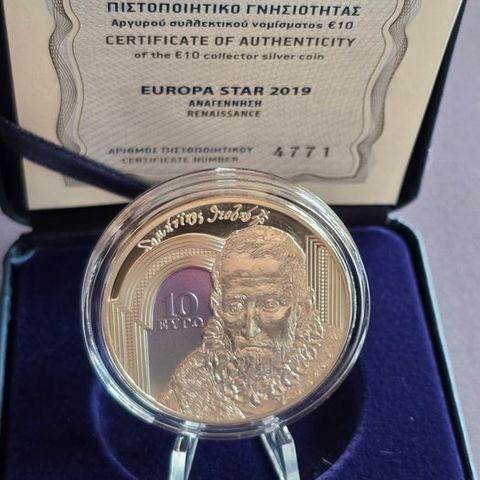 ΠΙΣΤΟΠΟΙΗΤΙΚΟ ΓΝΗΣΙΟΤΗΤΑΣ
Αργυρού συλλεκτικού νομίσματος €10
CERTIFICATE OF AUTHENTICITY
of the €10 collector silver coin
EUROPA STAR 2019
ΑΝΑΓΕΝΝΗΣΗ
RENAISSANCE
ΑΡΙΘΜΟΣ ΠΙΣΤΟΠΟΙΗΤΙΚΟΥ
CERTIFICATE NUMBER 4771
10
ΕΥΡΩ